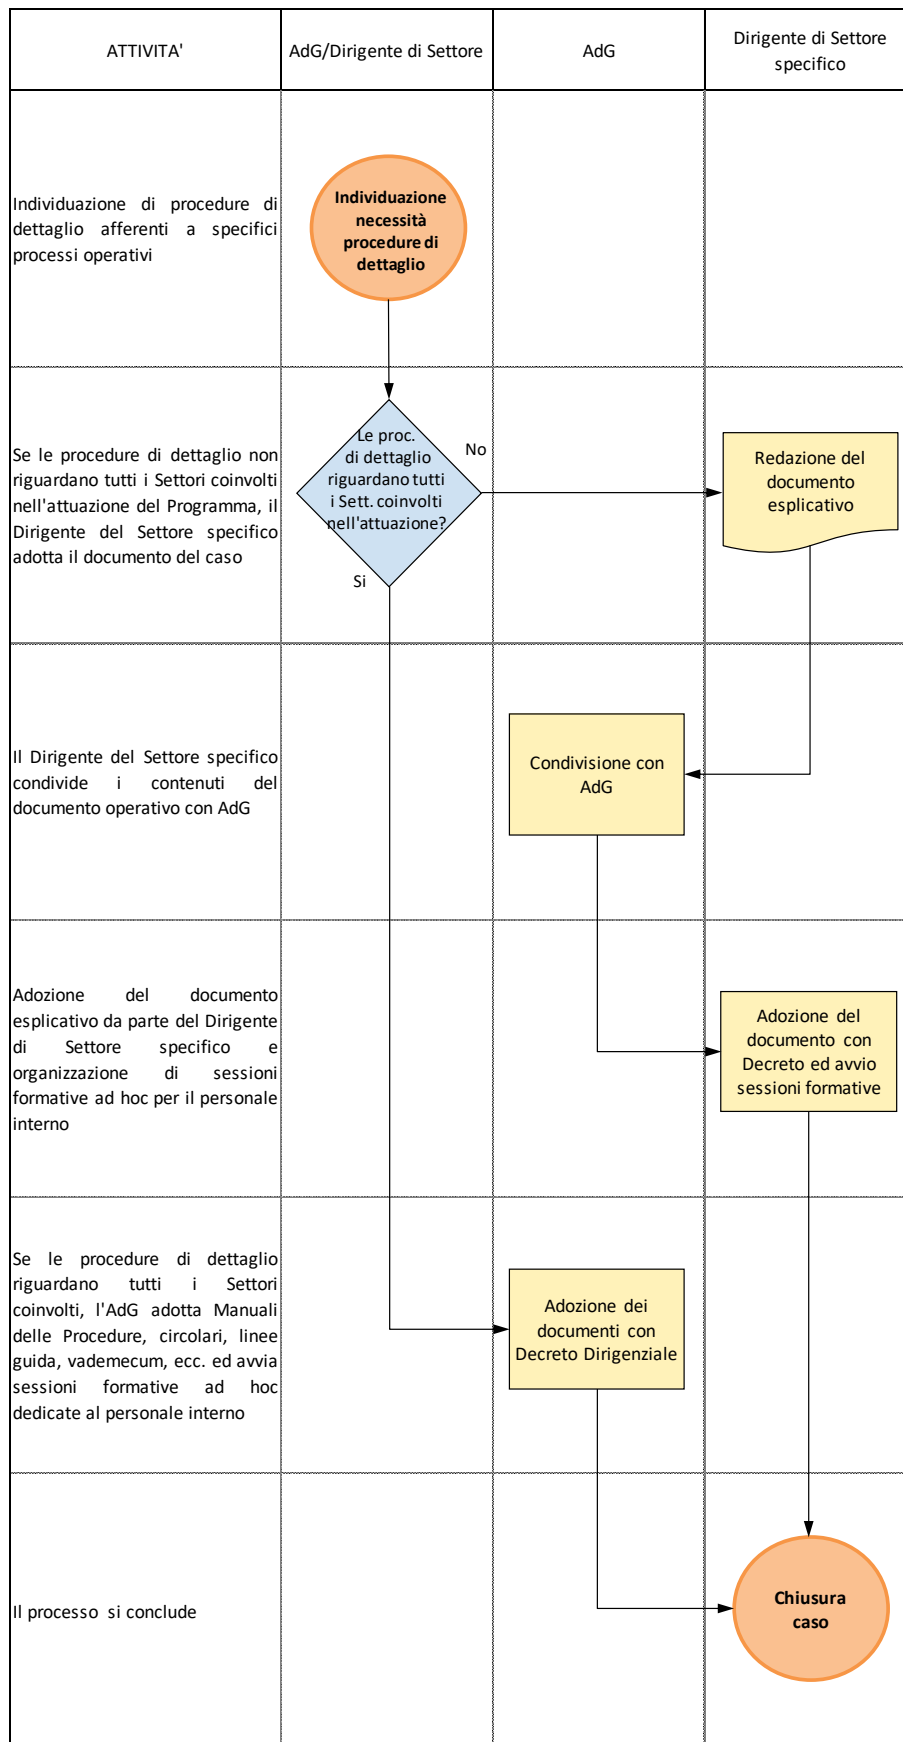 ATTIVITA'
AdG/Dirigente di Settore
AdG
Dirigente di Settore
specifico
Individuazione di procedure di
dettaglio afferenti a specifici
processi operativi
Individuazione
necessità
procedure di
dettaglio
Se le procedure di dettaglio non
riguardano tutti i Settori coinvolti
nell'attuazione del Programma, il
Dirigente del Settore specifico
adotta il documento del caso
Le proc.
di dettaglio
riguardano tutti
i Sett. coinvolti
nell'attuazione?
No
Si
Redazione del
documento
esplicativo
Il Dirigente del Settore specifico
condivide i contenuti del
documento operativo con AdG
Condivisione con
AdG
Adozione del documento
esplicativo da parte del Dirigente
di Settore specifico e
organizzazione di sessioni
formative ad hoc per il personale
interno
Adozione del
documento con
Decreto ed avvio
sessioni formative
Se le procedure di dettaglio
riguardano tutti i Settori
coinvolti, l'AdG adotta Manuali
delle Procedure, circolari, linee
guida, vademecum, ecc. ed avvia
sessioni formative ad hoc
dedicate al personale interno
Adozione dei
documenti con
Decreto Dirigenziale
Il processo si conclude
Chiusura
caso